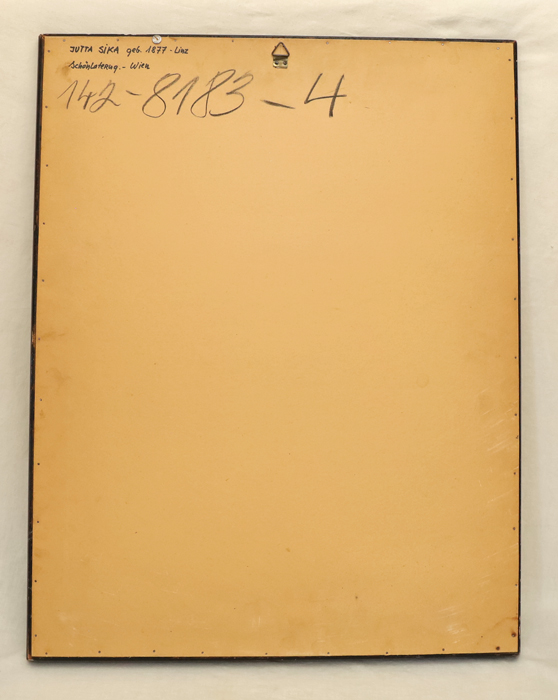 JUTTA SIKA geb. 1877 - Linz
Schönlaterng. - Wien
142-8183-4